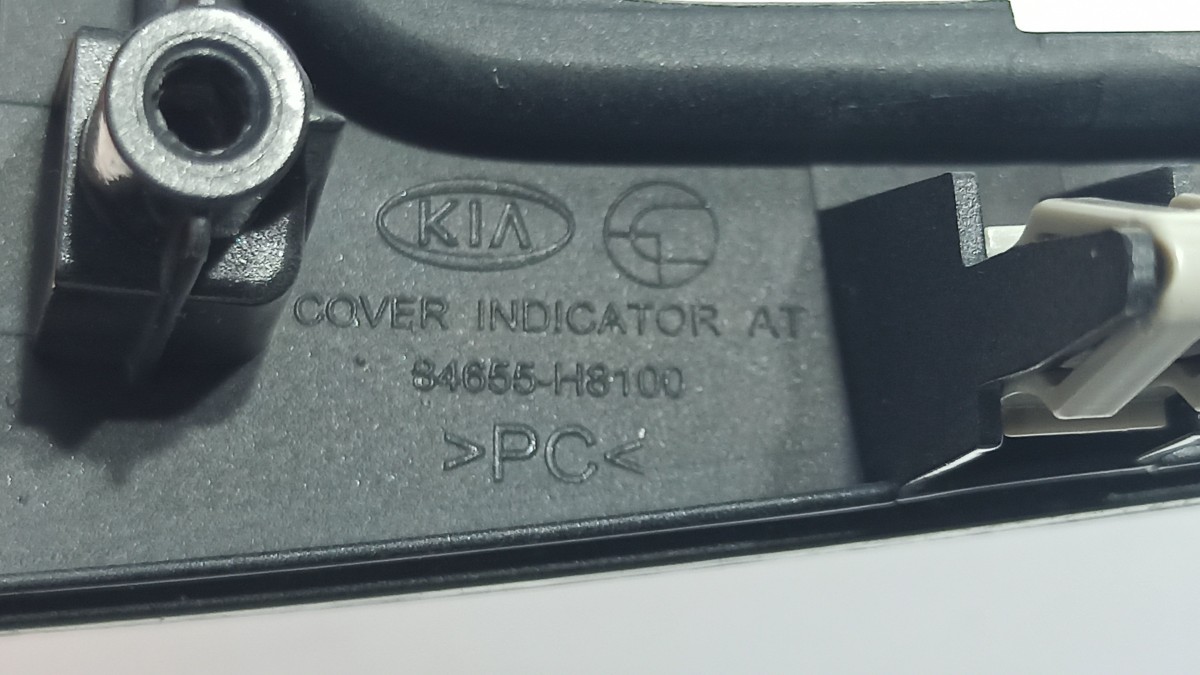 KIA
COVER INDICATOR AT
84655-H8100
>PC<